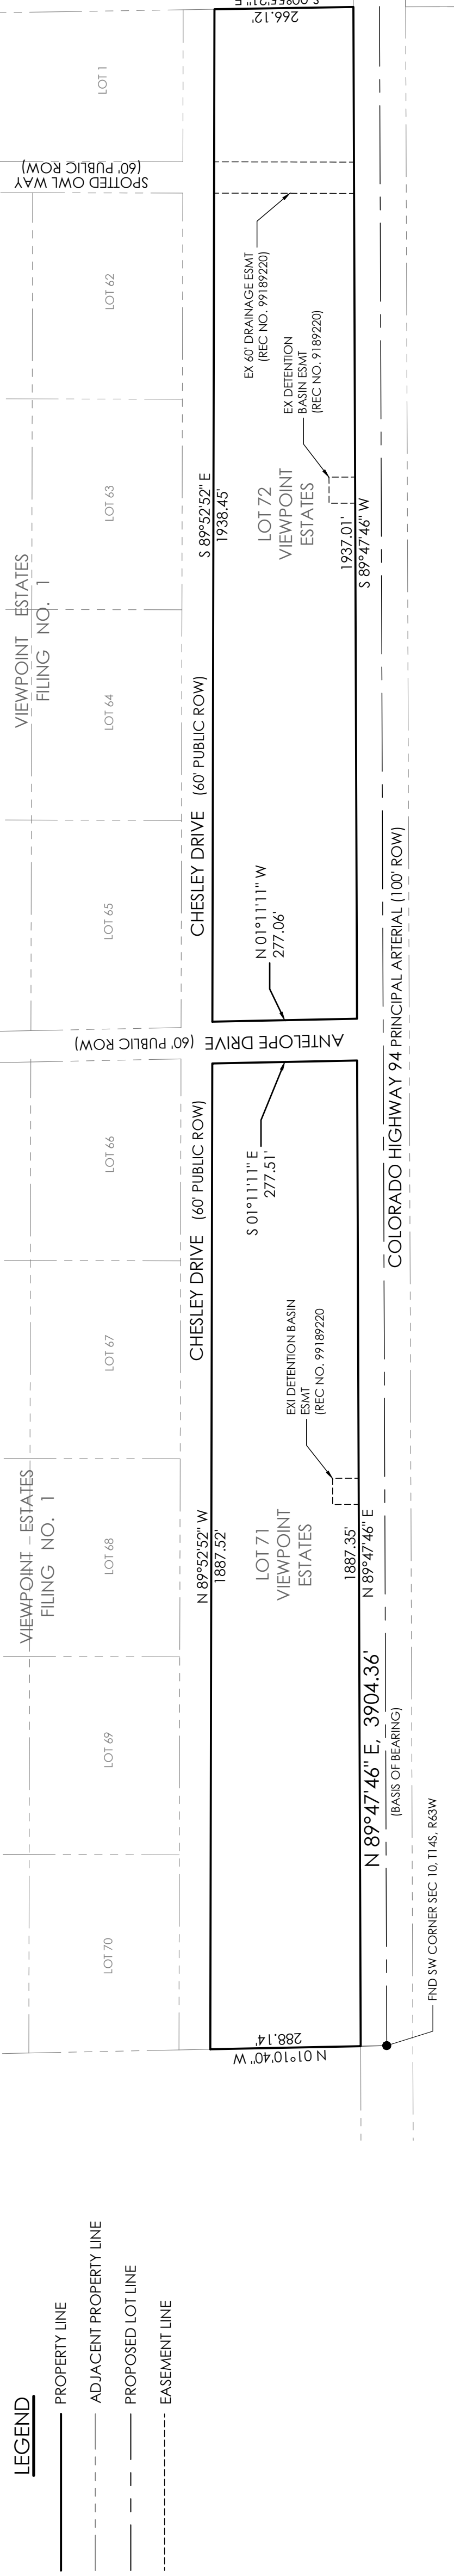 LEGEND
PROPERTY LINE
ADJACENT PROPERTY LINE
PROPOSED LOT LINE
EASEMENT LINE
VIEWPOINT ESTATES
FILING NO. 1
VIEWPOINT ESTATES
FILING NO. 1
LOT 70
LOT 69
LOT 68
LOT 67
LOT 66
LOT 65
LOT 64
LOT 63
LOT 62
SPOTTED OWL WAY
(60' PUBLIC ROW)
LOT 1
CHESLEY DRIVE (60' PUBLIC ROW)
CHESLEY DRIVE (60' PUBLIC ROW)
ANTELOPE DRIVE (60' PUBLIC ROW)
N 89°52'52" W
1887.52'
S 89°52'52" E
1938.45'
N 01°10'40" W
288.14'
LOT 71
VIEWPOINT
ESTATES
EXI DETENTION BASIN
ESMT
(REC NO. 99189220
S 01°11'11" E
277.51'
N 01°11'11" W
277.06'
LOT 72
VIEWPOINT
ESTATES
EX DETENTION
BASIN ESMT
(REC NO. 9189220)
EX 60' DRAINAGE ESMT
(REC NO. 99189220)
266.12'
1887.35'
N 89°47'46" E
1937.01'
S 89°47'46" W
N 89°47'46" E, 3904.36'
(BASIS OF BEARING)
COLORADO HIGHWAY 94 PRINCIPAL ARTERIAL (100' ROW)
FND SW CORNER SEC 10, T14S, R63W